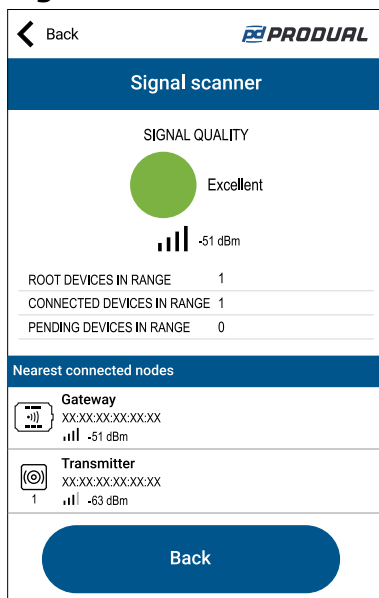 Back
PRODUAL
Signal scanner
SIGNAL QUALITY
Excellent
-51 dBm
ROOT DEVICES IN RANGE 1
CONNECTED DEVICES IN RANGE 1
PENDING DEVICES IN RANGE 0
Nearest connected nodes
Gateway
XX:XX:XX:XX:XX:XX
-51 dBm
Transmitter
XX:XX:XX:XX:XX:XX
1 -63 dBm
Back